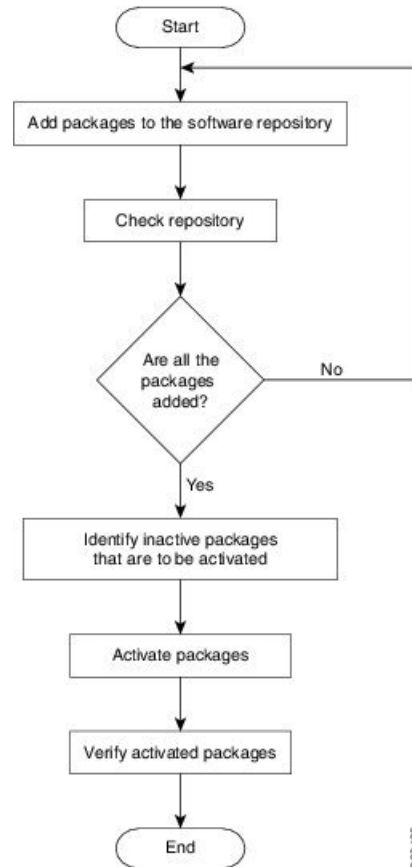 Start
Add packages to the software repository
Check repository
Are all the
packages
added?
No
Yes
Identify inactive packages
that are to be activated
Activate packages
Verify activated packages
End